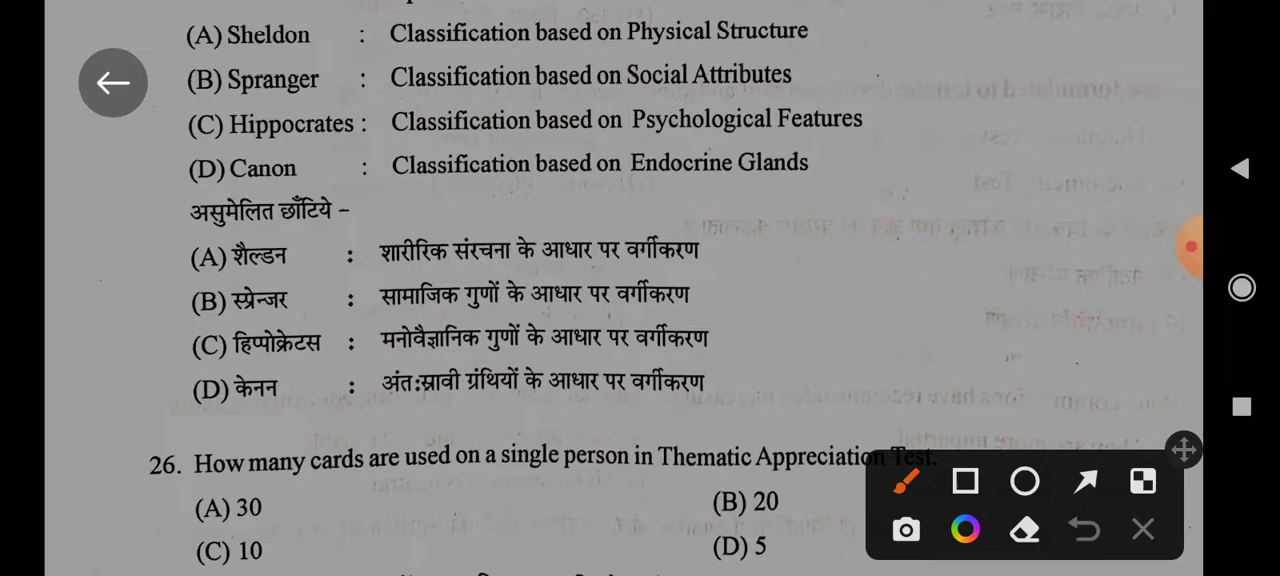 (A) Sheldon : Classification based on Physical Structure
(B) Spranger : Classification based on Social Attributes
(C) Hippocrates : Classification based on Psychological Features
(D) Canon : Classification based on Endocrine Glands
असुमेलित छाँटिये –
(A) शैल्डन : शारीरिक संरचना के आधार पर वर्गीकरण
(B) स्प्रेन्जर : सामाजिक गुणों के आधार पर वर्गीकरण
(C) हिप्पोक्रेटस : मनोवैज्ञानिक गुणों के आधार पर वर्गीकरण
(D) केनन : अंत:स्रावी ग्रंथियों के आधार पर वर्गीकरण
26. How many cards are used on a single person in Thematic Appreciation Test.
(A) 30 (B) 20
(C) 10 (D) 5